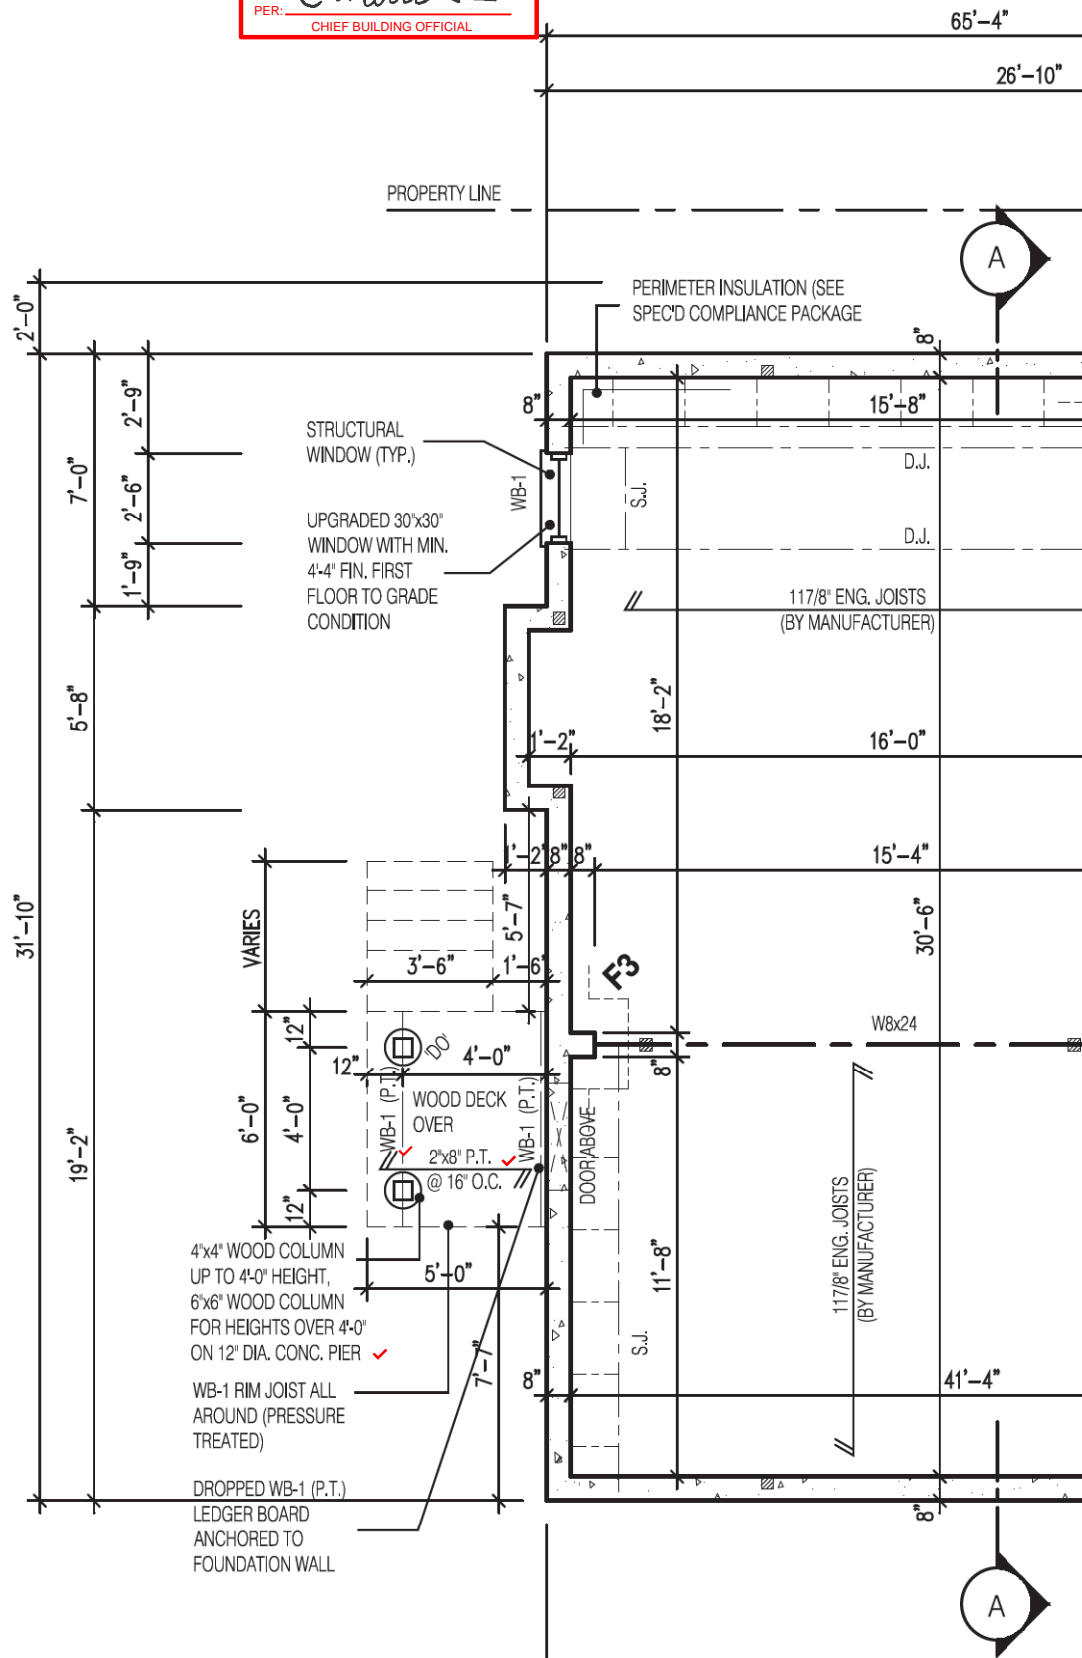 PER:
CHIEF BUILDING OFFICIAL
65'-4"
26'-10"
PROPERTY LINE
A
PERIMETER INSULATION (SEE
SPEC'D COMPLIANCE PACKAGE
2'-0"
8"
8"
15'-8"
2'-9"
STRUCTURAL
WINDOW (TYP.)
D.J.
7'-0"
2'-6"
WB-1
S.J.
UPGRADED 30"x30"
WINDOW WITH MIN.
4'-4" FIN. FIRST
FLOOR TO GRADE
CONDITION
D.J.
1'-9"
117/8" ENG. JOISTS
(BY MANUFACTURER)
5'-8"
18'-2"
1'-2"
16'-0"
1'-2"
8"
8"
15'-4"
31'-10"
VARIES
5'-7"
30'-6"
3'-6"
1'-6"
F3
W8x24
12"
'DO'
12"
4'-0"
8"
6'-0"
4'-0"
WB-1 (P.T.)
WOOD DECK
OVER
WB-1 (P.T.)
DOOR ABOVE
19'-2"
2"x8" P.T.
@ 16" O.C.
12"
117/8" ENG. JOISTS
(BY MANUFACTURER)
4"x4" WOOD COLUMN
UP TO 4'-0" HEIGHT,
6"x6" WOOD COLUMN
FOR HEIGHTS OVER 4'-0"
ON 12" DIA. CONC. PIER
5'-0"
11'-8"
S.J.
7'-7"
8"
41'-4"
WB-1 RIM JOIST ALL
AROUND (PRESSURE
TREATED)
DROPPED WB-1 (P.T.)
LEDGER BOARD
ANCHORED TO
FOUNDATION WALL
8"
A